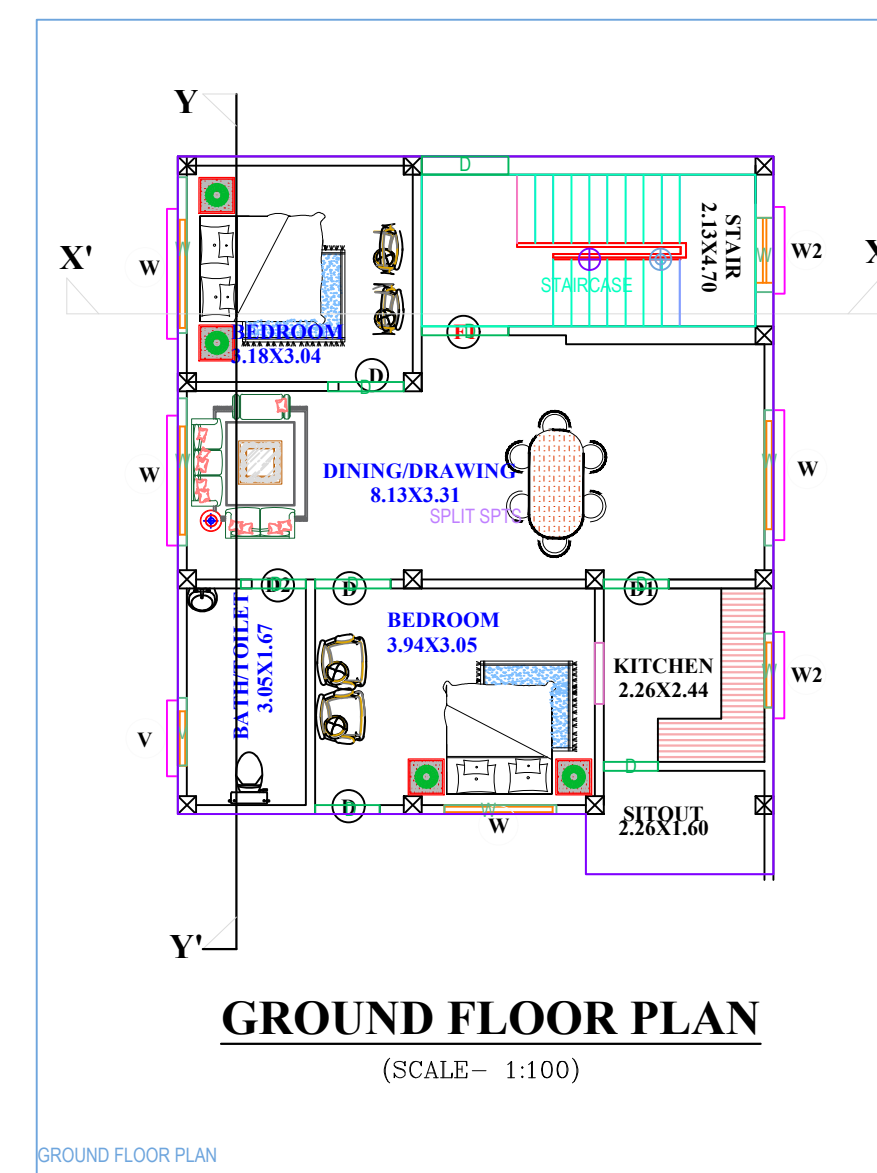 Y
D
X'
W
W
STAIR
2.13X4.70
W
W2
X
STAIRCASE
BEDROOM
3.18X3.04
D
D
D
W
W
DINING/DRAWING
8.13X3.31
SPLIT SPTS
W
W
D2
D
D1
BATH/TOILET
3.05X1.67
BEDROOM
3.94X3.05
KITCHEN
2.26X2.44
W
W2
V
V
D
D
W
W
SITOUT
2.26X1.60
Y'
GROUND FLOOR PLAN
(SCALE- 1:100)
GROUND FLOOR PLAN